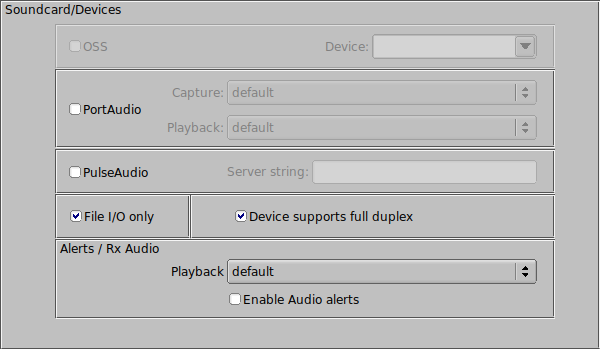 Soundcard/Devices
OSS Device:
Capture: default
PortAudio
Playback: default
PulseAudio Server string:
File I/O only Device supports full duplex
Alerts / Rx Audio
Playback default
Enable Audio alerts